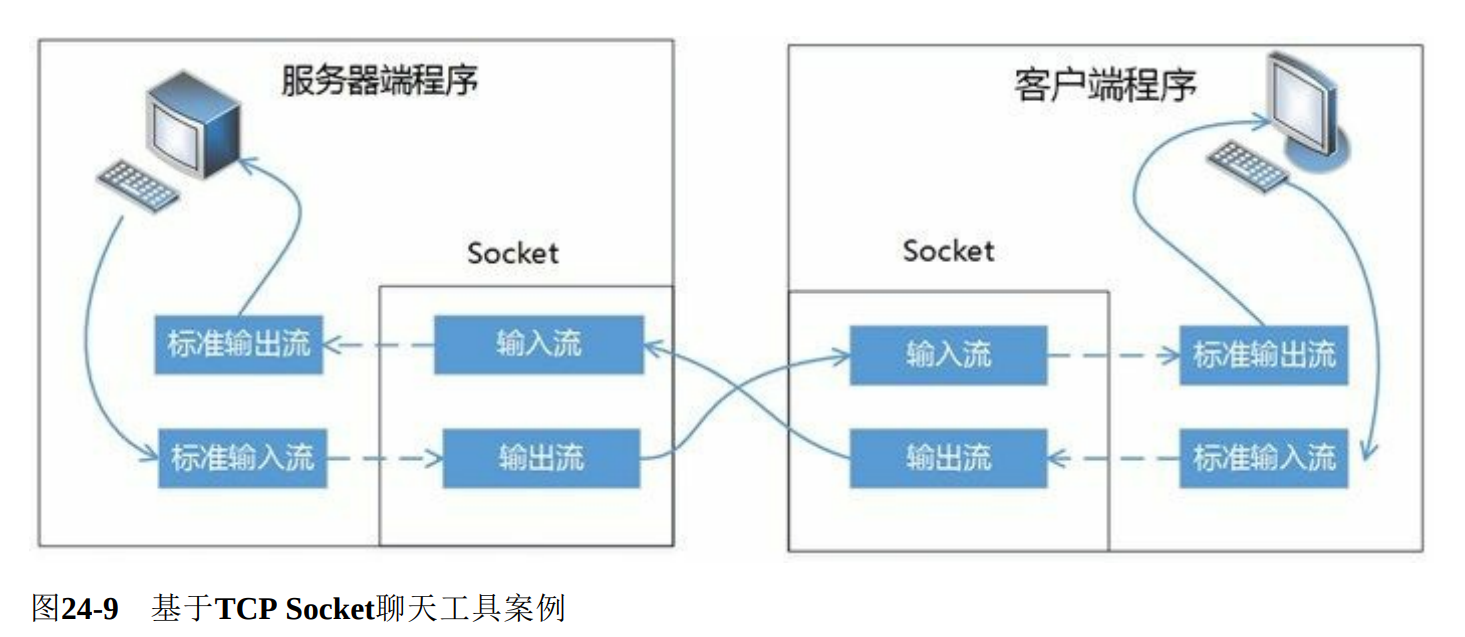 服务器端程序
客户端程序
Socket
Socket
标准输出流
输入流
输入流
标准输出流
标准输入流
输出流
输出流
标准输入流
图24-9 基于TCP Socket聊天工具案例